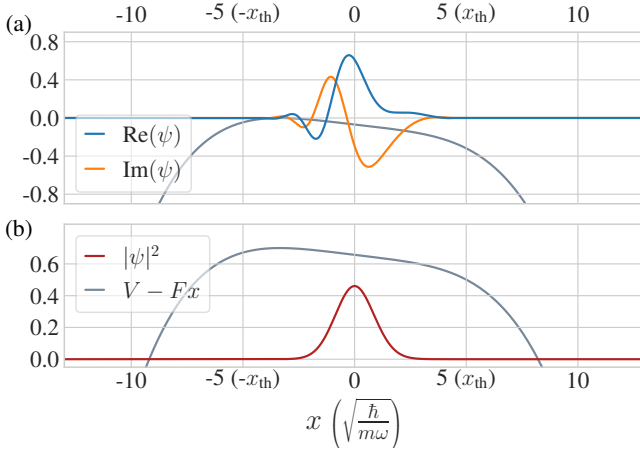 -10 -5 (-x_th) 0 5 (x_th) 10
(a)
0.8
0.4
0.0
-0.4
-0.8
Re(ψ)
Im(ψ)
(b)
0.6
0.4
0.2
0.0
|ψ|²
V − Fx
-10 -5 (-x_th) 0 5 (x_th) 10
x (√(ℏ/mω))